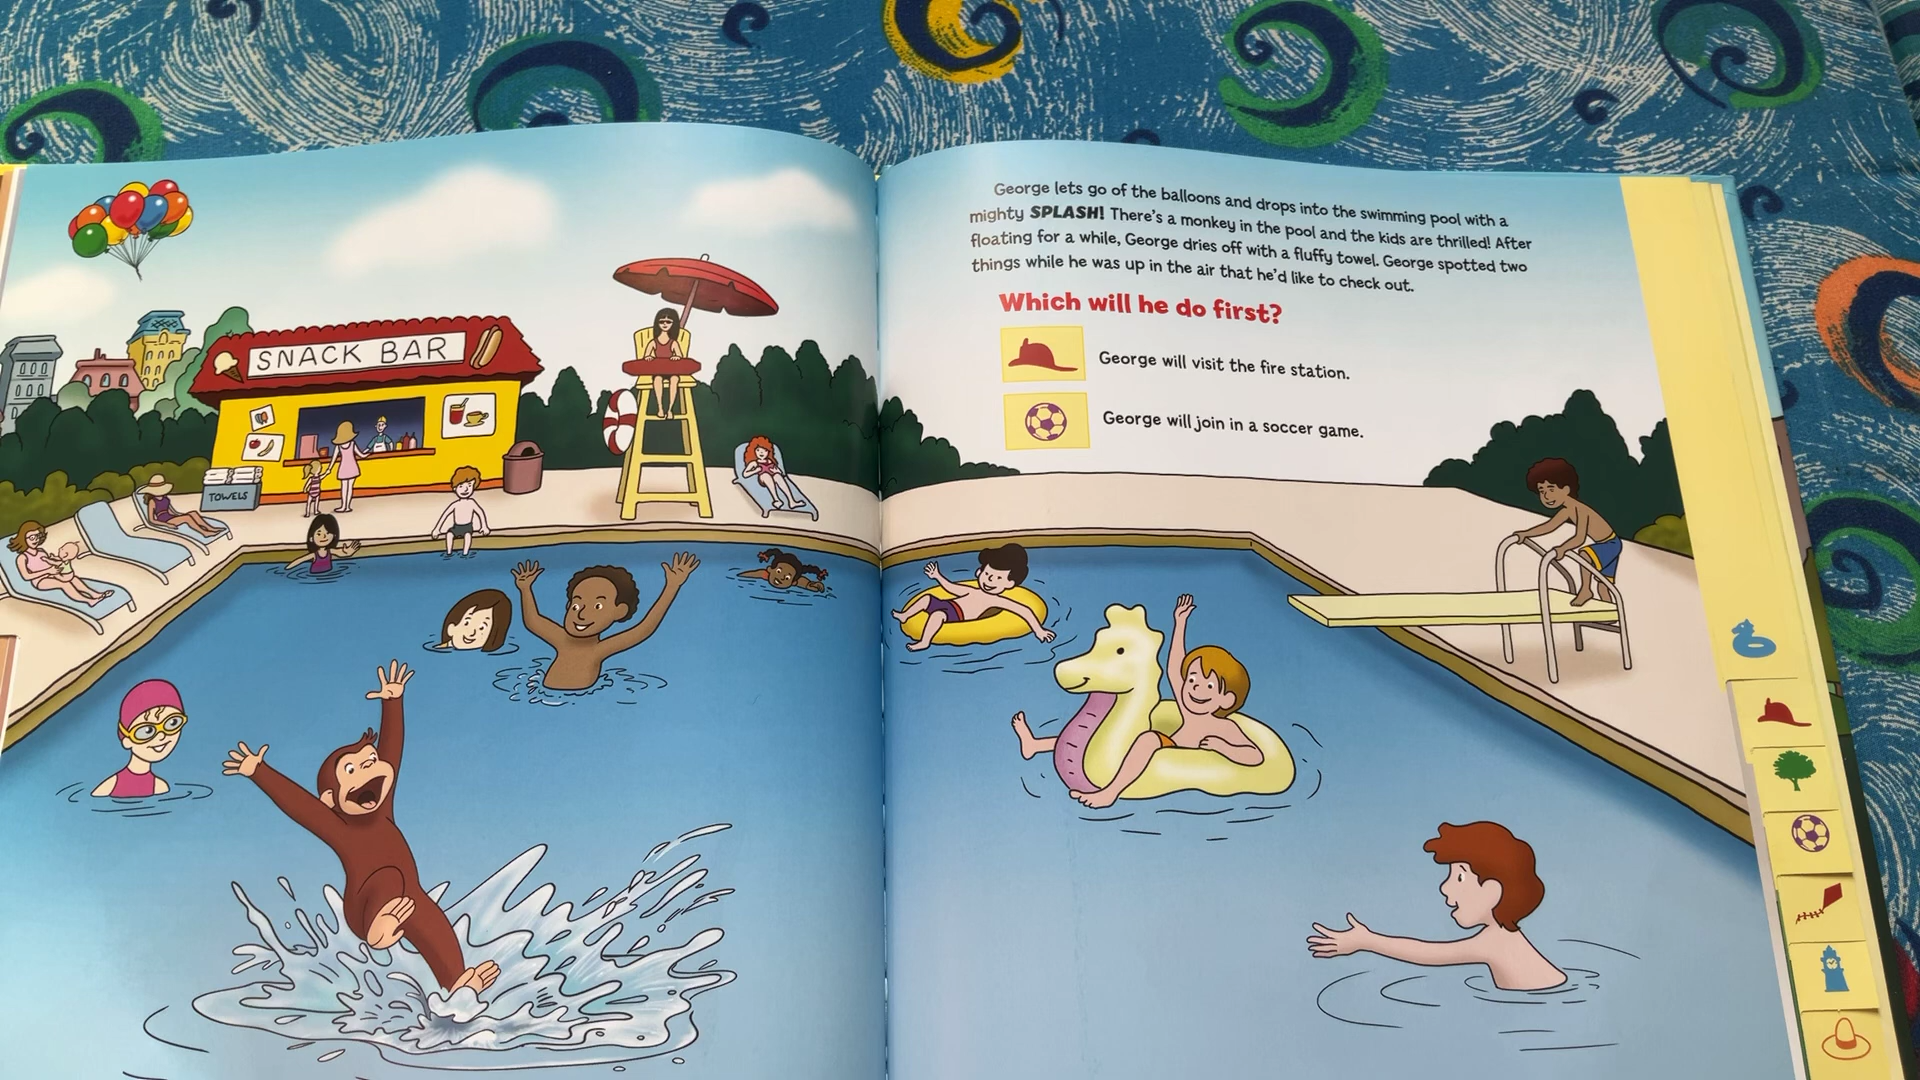 SNACK BAR
TOWELS
George lets go of the balloons and drops into the swimming pool with a
mighty SPLASH! There's a monkey in the pool and the kids are thrilled! After
floating for a while, George dries off with a fluffy towel. George spotted two
things while he was up in the air that he'd like to check out.
Which will he do first?
George will visit the fire station.
George will join in a soccer game.